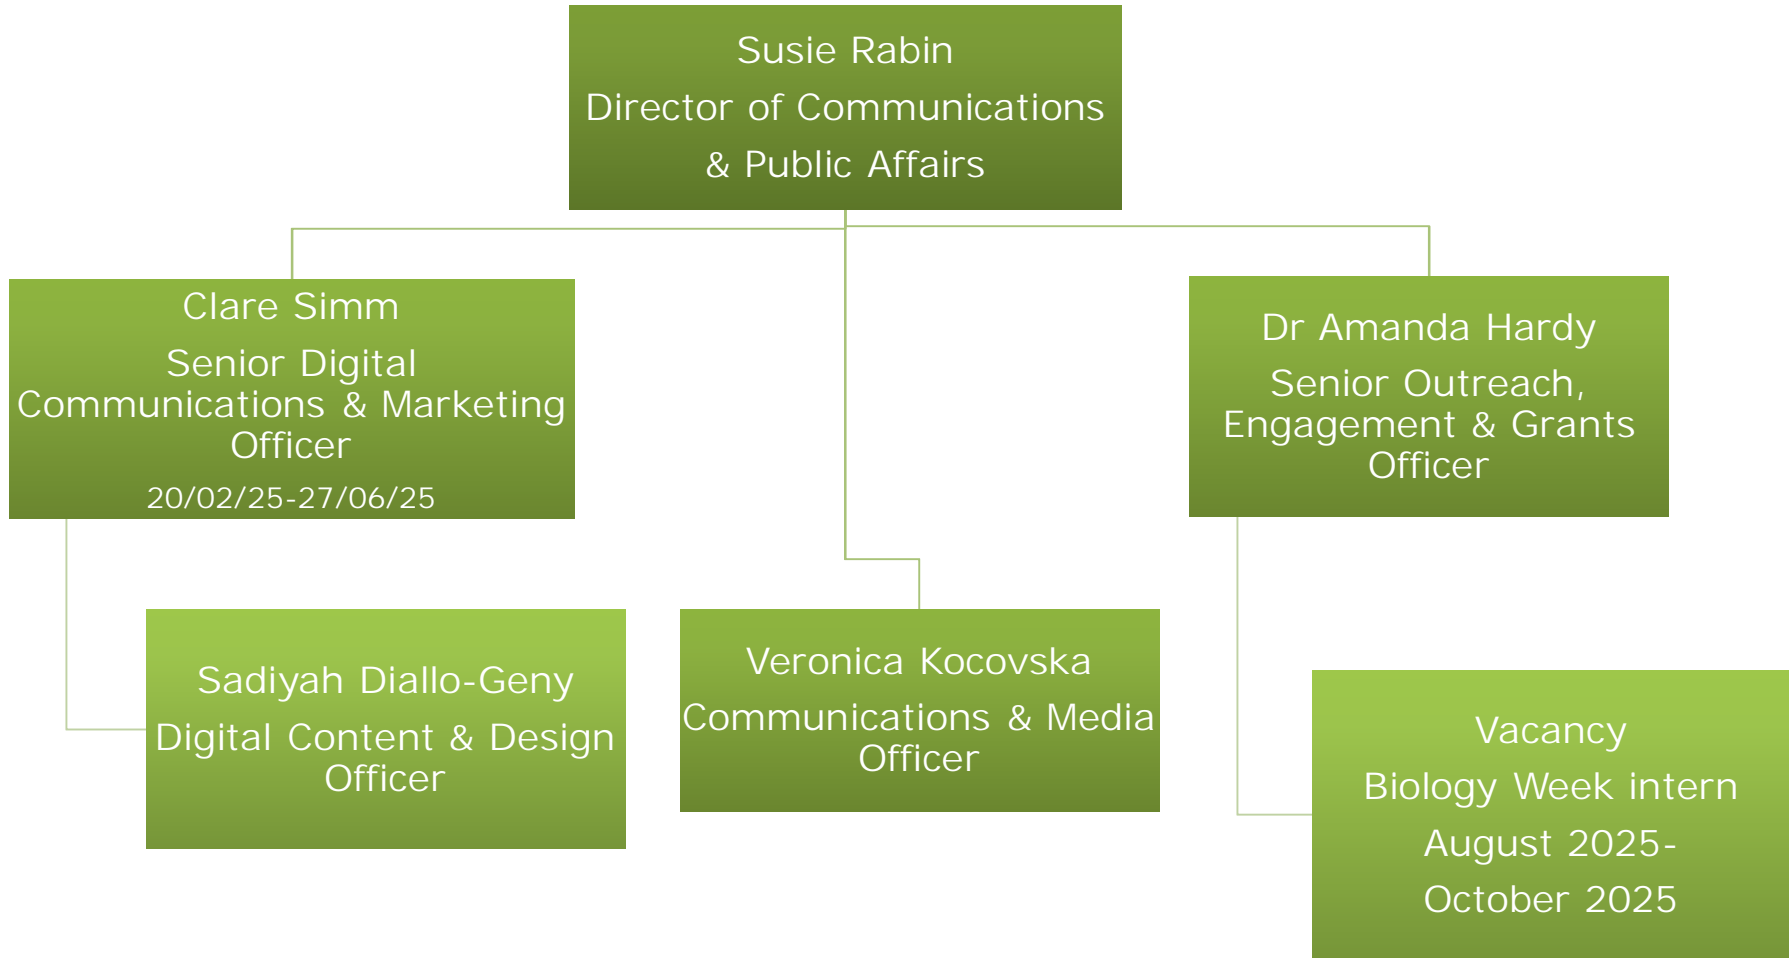 Susie Rabin
Director of Communications
& Public Affairs
Clare Simm
Senior Digital
Communications & Marketing
Officer
20/02/25-27/06/25
Dr Amanda Hardy
Senior Outreach,
Engagement & Grants
Officer
Sadiyah Diallo-Geny
Digital Content & Design
Officer
Veronica Kocovska
Communications & Media
Officer
Vacancy
Biology Week intern
August 2025-
October 2025